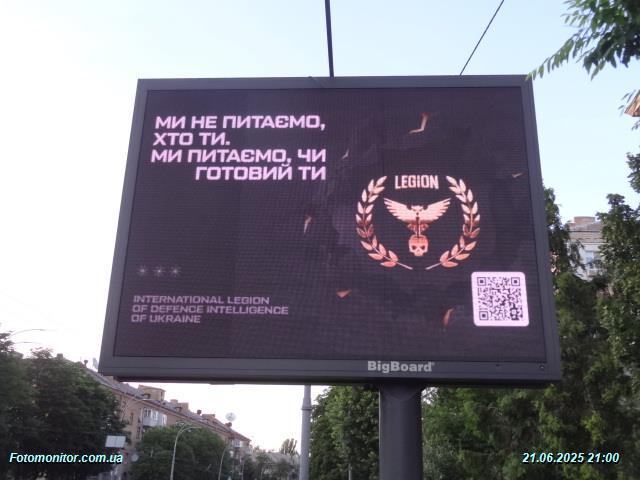 МИ НЕ ПИТАЄМО,
ХТО ТИ.
МИ ПИТАЄМО, ЧИ
ГОТОВИЙ ТИ
LEGION
INTERNATIONAL LEGION
OF DEFENCE INTELLIGENCE
OF UKRAINE
BigBoard
Fotomonitor.com.ua
21.06.2025 21:00